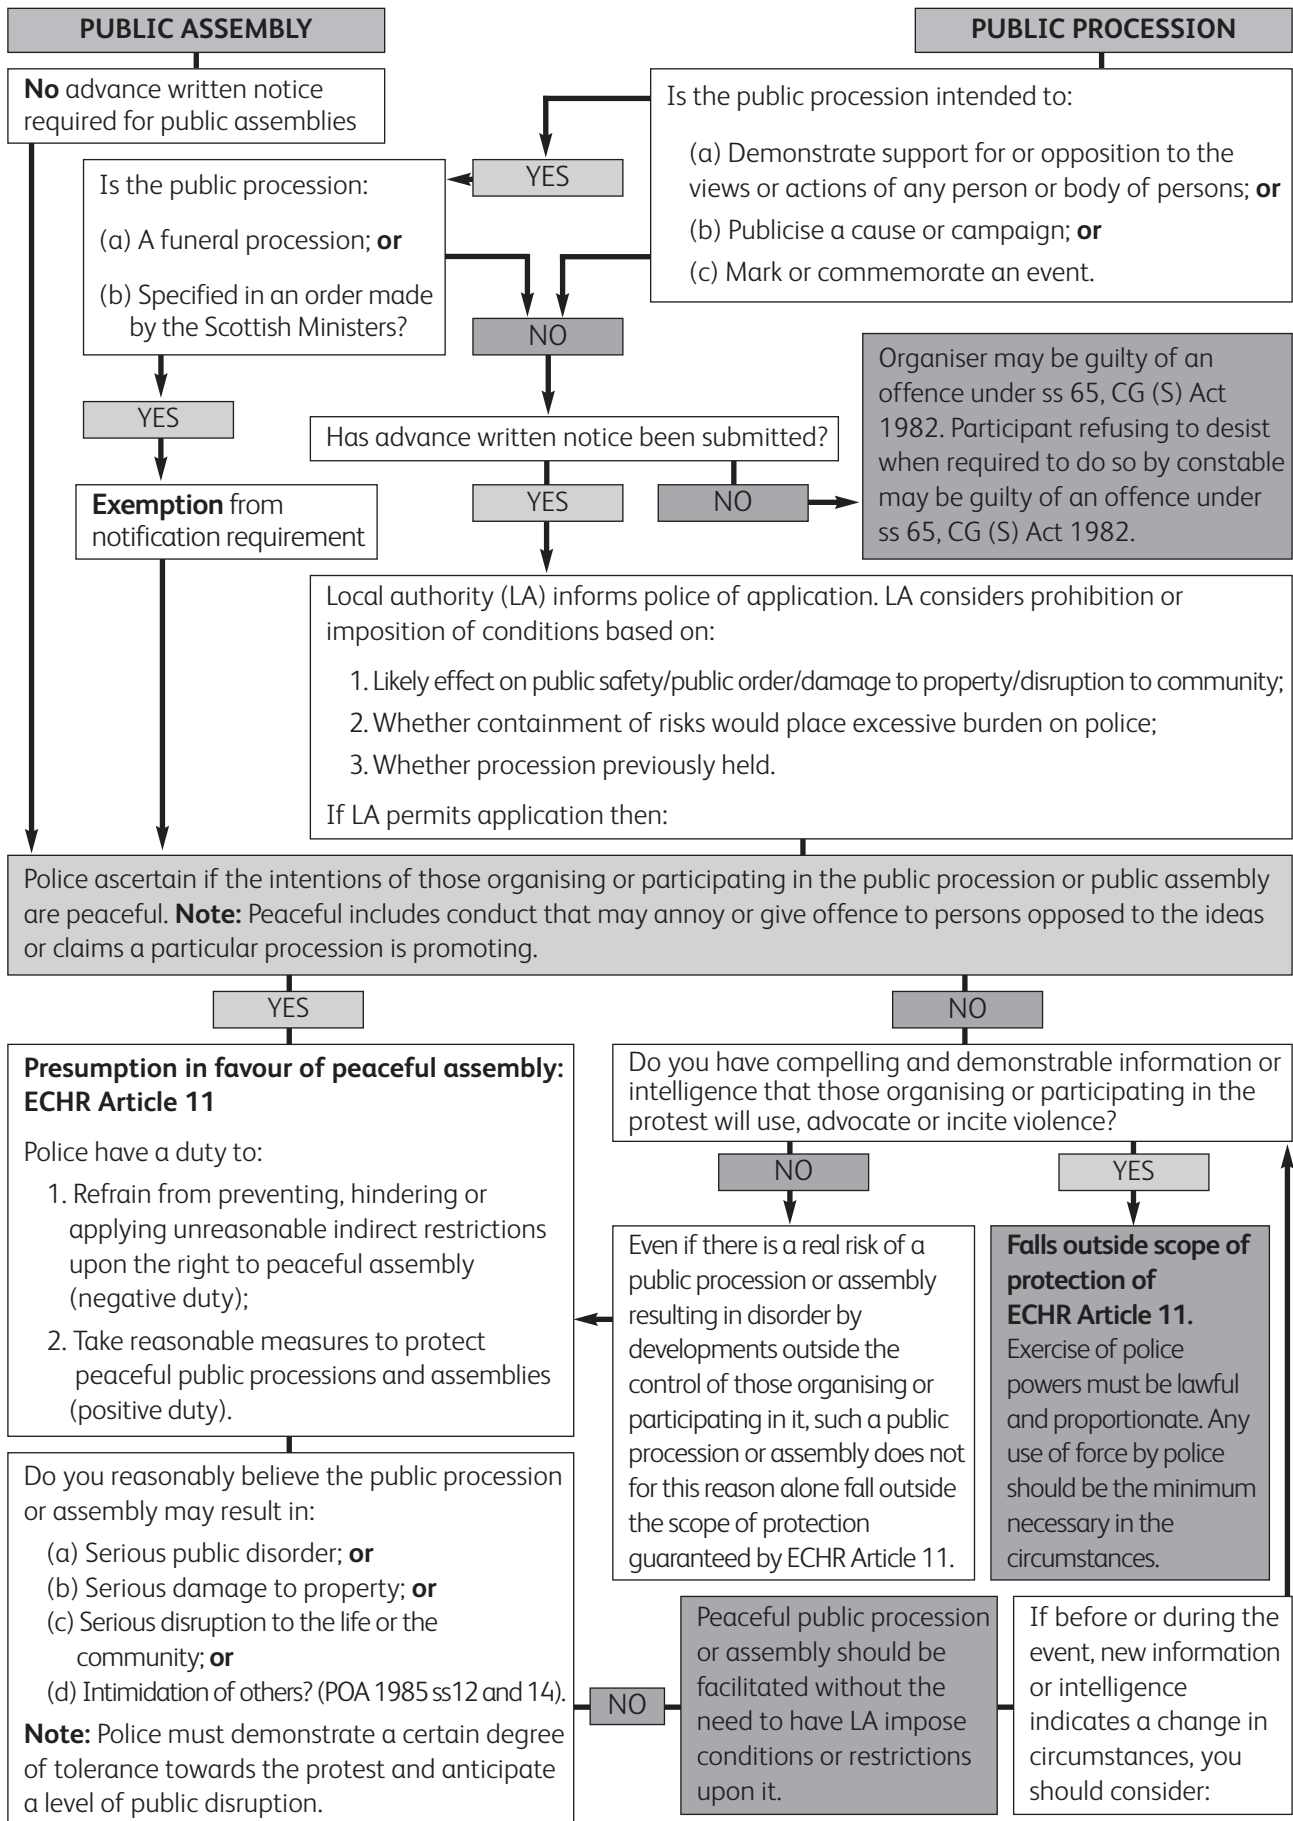 PUBLIC ASSEMBLY
PUBLIC PROCESSION
No advance written notice
required for public assemblies
Is the public procession intended to:
(a) Demonstrate support for or opposition to the
views or actions of any person or body of persons; or
(b) Publicise a cause or campaign; or
(c) Mark or commemorate an event.
YES
Is the public procession:
(a) A funeral procession; or
(b) Specified in an order made
by the Scottish Ministers?
NO
YES
Exemption from
notification requirement
Has advance written notice been submitted?
YES
NO
Organiser may be guilty of an
offence under ss 65, CG (S) Act
1982. Participant refusing to desist
when required to do so by constable
may be guilty of an offence under
ss 65, CG (S) Act 1982.
Local authority (LA) informs police of application. LA considers prohibition or
imposition of conditions based on:
1. Likely effect on public safety/public order/damage to property/disruption to community;
2. Whether containment of risks would place excessive burden on police;
3. Whether procession previously held.
If LA permits application then:
Police ascertain if the intentions of those organising or participating in the public procession or public assembly
are peaceful. Note: Peaceful includes conduct that may annoy or give offence to persons opposed to the ideas
or claims a particular procession is promoting.
YES
NO
Presumption in favour of peaceful assembly:
ECHR Article 11
Police have a duty to:
1. Refrain from preventing, hindering or
applying unreasonable indirect restrictions
upon the right to peaceful assembly
(negative duty);
2. Take reasonable measures to protect
peaceful public processions and assemblies
(positive duty).
Do you have compelling and demonstrable information or
intelligence that those organising or participating in the
protest will use, advocate or incite violence?
NO
YES
Even if there is a real risk of a
public procession or assembly
resulting in disorder by
developments outside the
control of those organising or
participating in it, such a public
procession or assembly does not
for this reason alone fall outside
the scope of protection
guaranteed by ECHR Article 11.
Falls outside scope of
protection of
ECHR Article 11.
Exercise of police
powers must be lawful
and proportionate. Any
use of force by police
should be the minimum
necessary in the
circumstances.
Do you reasonably believe the public procession
or assembly may result in:
(a) Serious public disorder; or
(b) Serious damage to property; or
(c) Serious disruption to the life or the
community; or
(d) Intimidation of others? (POA 1985 ss12 and 14).
Note: Police must demonstrate a certain degree
of tolerance towards the protest and anticipate
a level of public disruption.
NO
Peaceful public procession
or assembly should be
facilitated without the
need to have LA impose
conditions or restrictions
upon it.
If before or during the
event, new information
or intelligence
indicates a change in
circumstances, you
should consider: